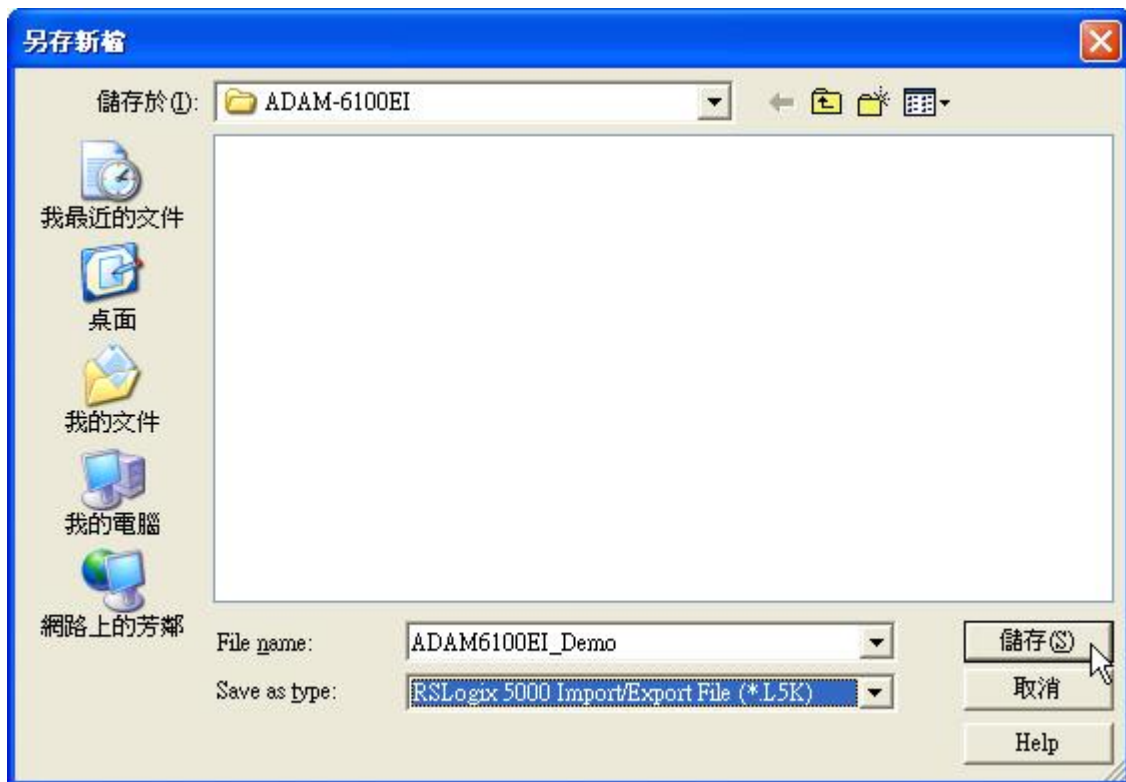 另存新檔
儲存於(I):
ADAM-6100EI
我最近的文件
桌面
我的文件
我的電腦
網路上的芳鄰
File name:
ADAM6100EI_Demo
儲存(S)
Save as type:
RSLogix 5000 Import/Export File (*.L5K)
取消
Help